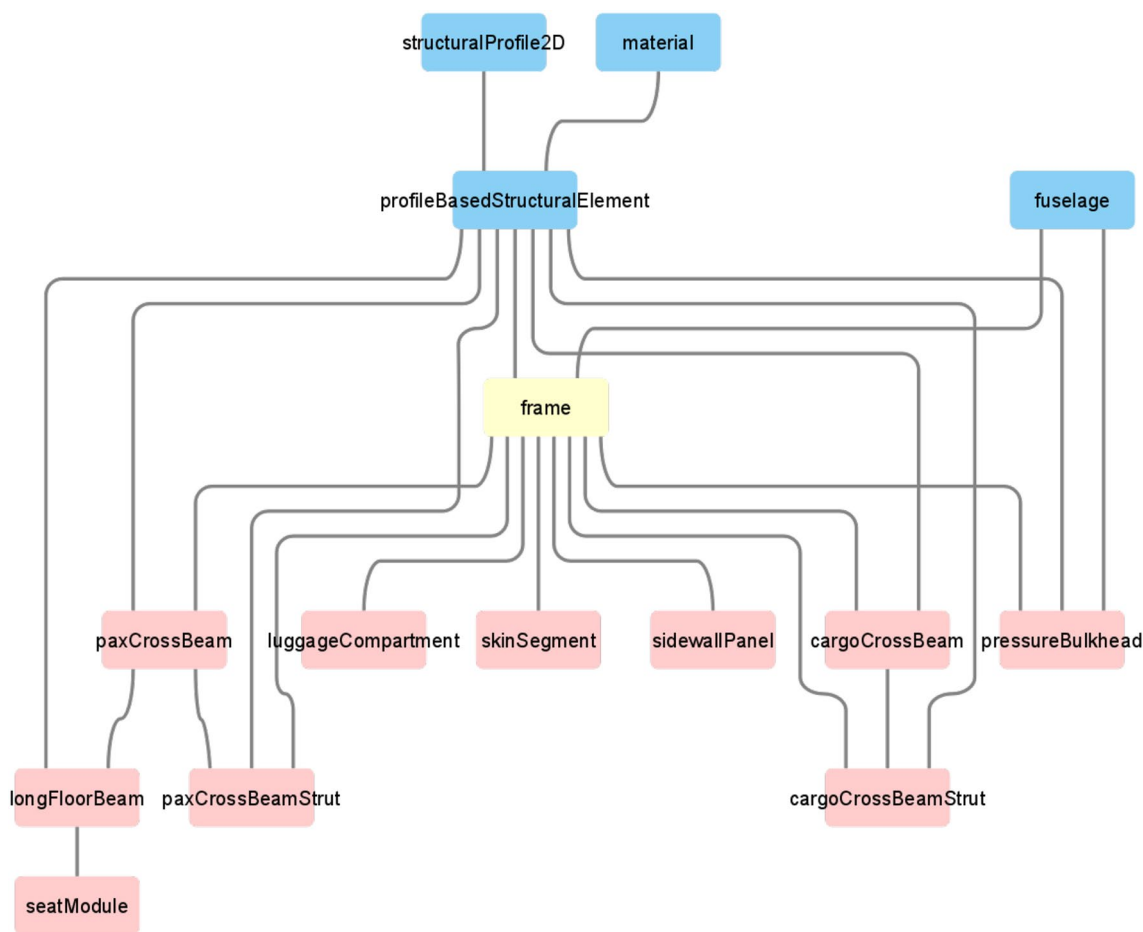 structuralProfile2D
material
profileBasedStructuralElement
fuselage
frame
paxCrossBeam
luggageCompartment
skinSegment
sidewallPanel
cargoCrossBeam
pressureBulkhead
longFloorBeam
paxCrossBeamStrut
cargoCrossBeamStrut
seatModule